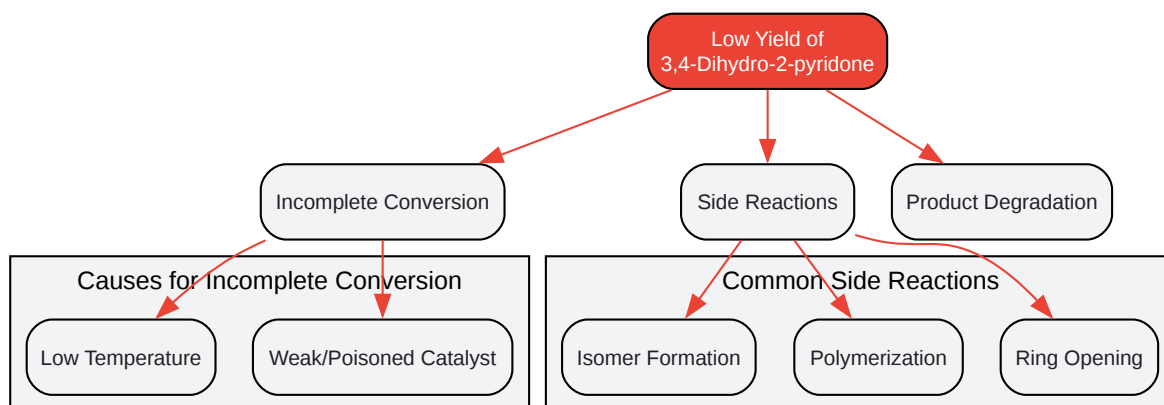 Low Yield of
3,4-Dihydro-2-pyridone
Incomplete Conversion
Side Reactions
Product Degradation
Causes for Incomplete Conversion
Common Side Reactions
Low Temperature
Weak/Poisoned Catalyst
Isomer Formation
Polymerization
Ring Opening